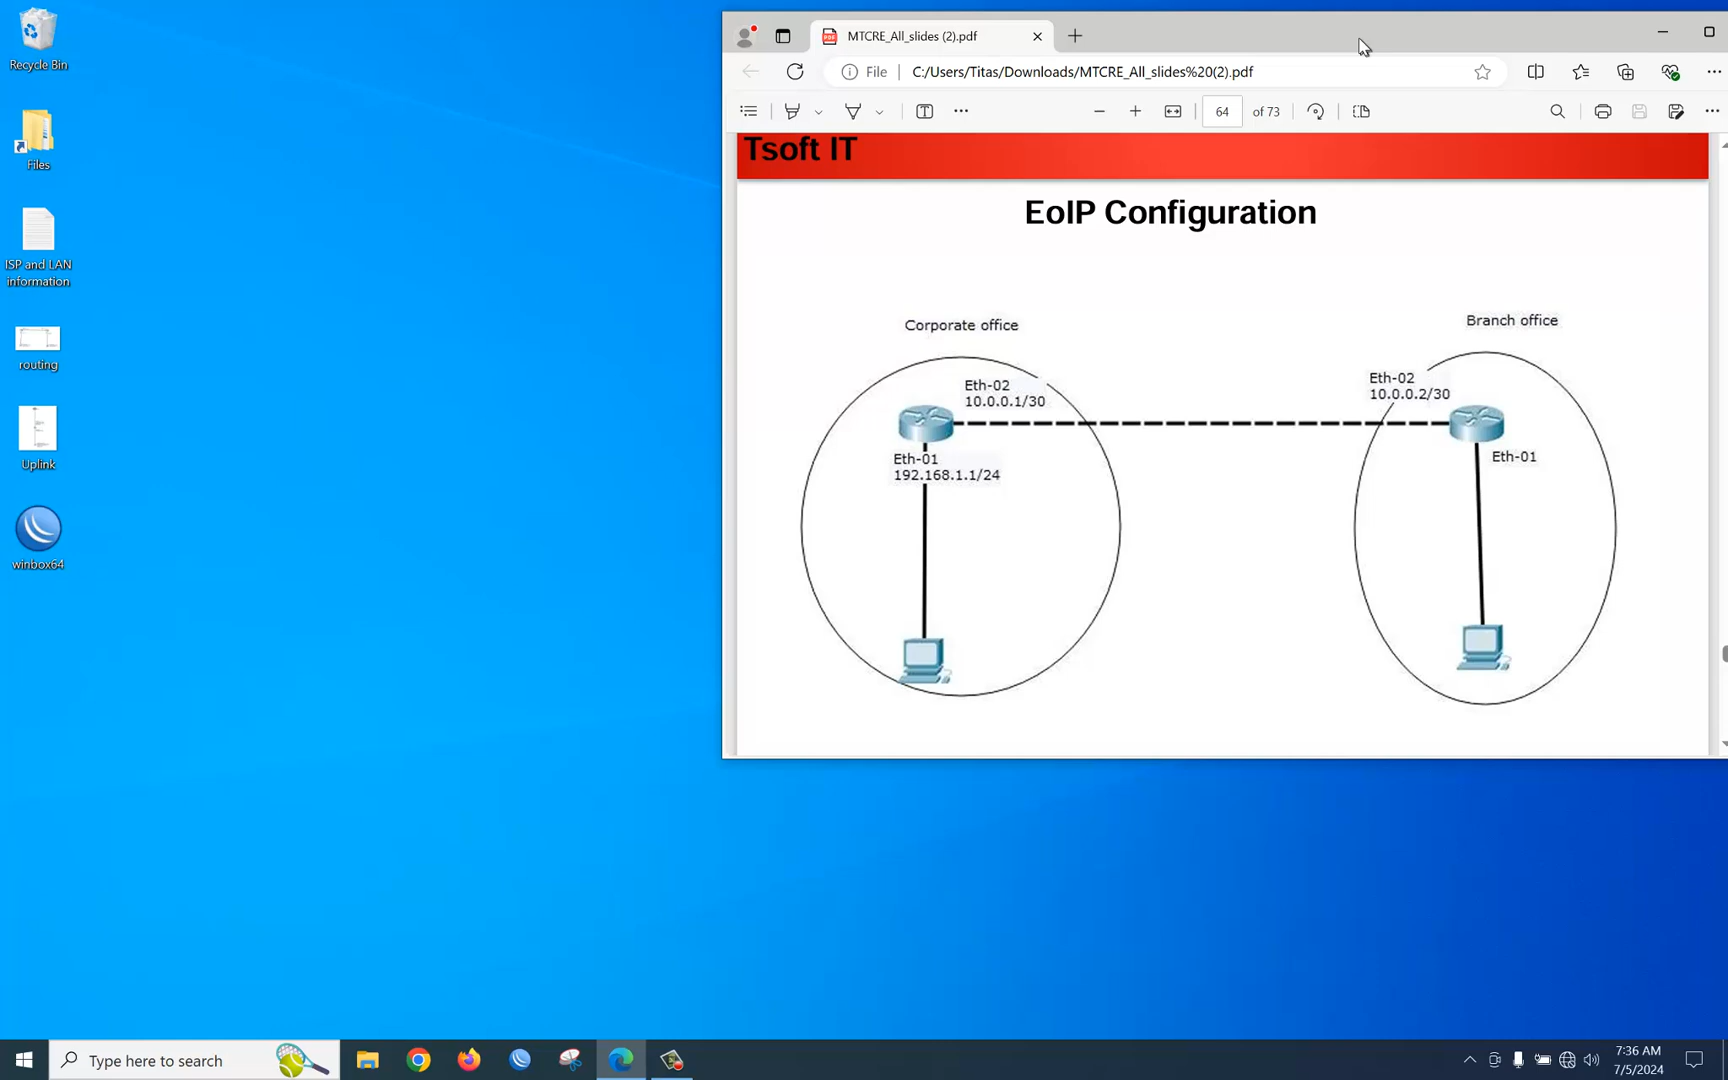 Recycle Bin
Files
ISP and LAN
information
routing
Uplink
winbox64
MTCRE_All_slides (2).pdf
File
C:/Users/Titas/Downloads/MTCRE_All_slides%20(2).pdf
64 of 73
Tsoft IT
EoIP Configuration
Corporate office
Branch office
Eth-02
10.0.0.1/30
Eth-02
10.0.0.2/30
Eth-01
192.168.1.1/24
Eth-01
Type here to search
7:36 AM
7/5/2024